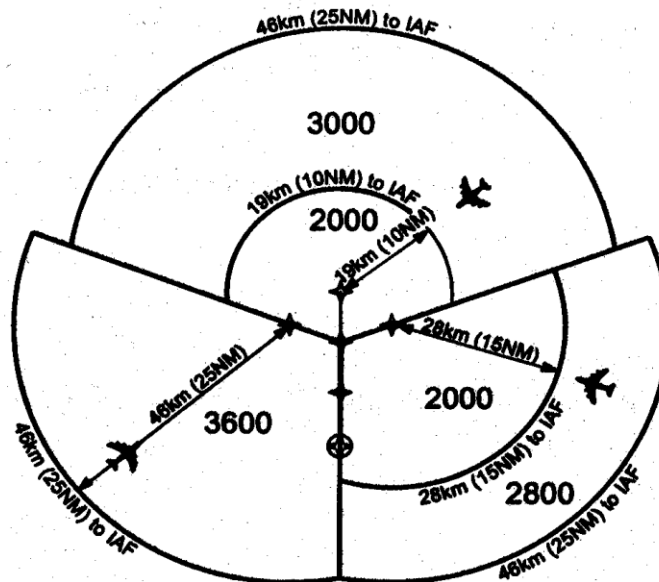 46km (25NM) to IAF
3000
19km (10NM) to IAF
2000
19km (10NM)
28km (15NM)
46km (25NM)
2000
3600
28km (15NM) to IAF
2800
46km (25NM) to IAF
46km (25NM) to IAF